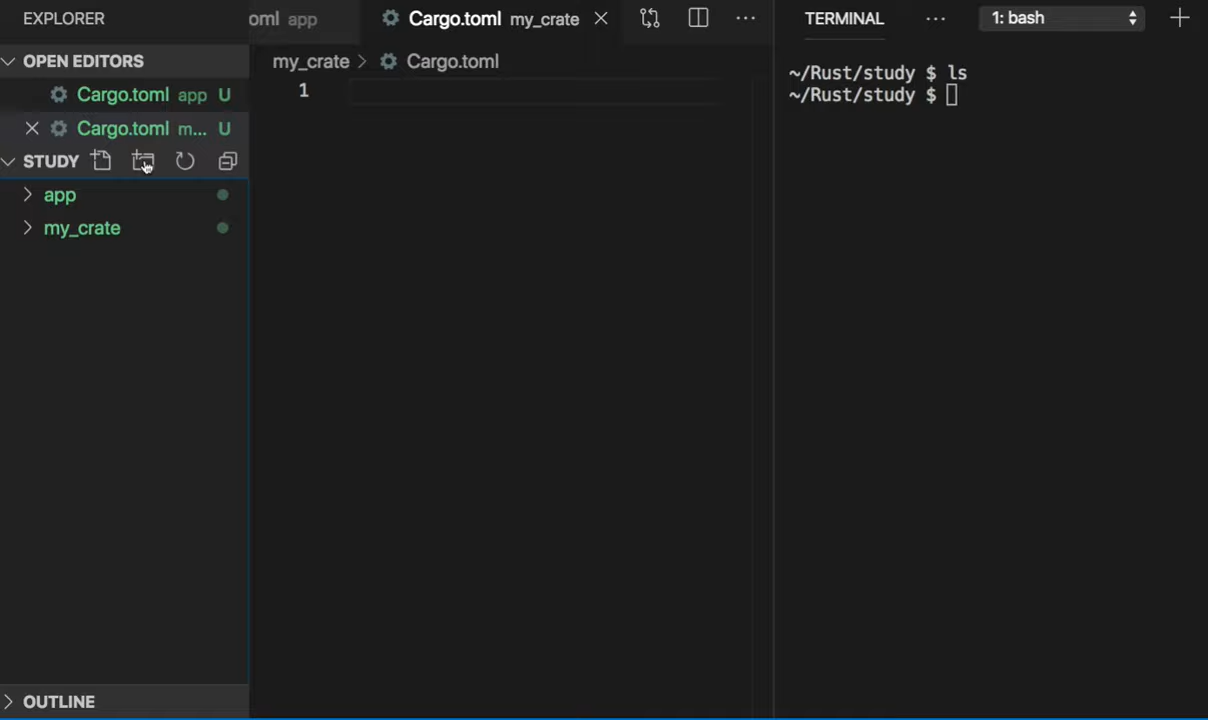 EXPLORER
OPEN EDITORS
Cargo.toml app U
Cargo.toml m... U
STUDY
app
my_crate
OUTLINE
oml app
Cargo.toml my_crate
my_crate > Cargo.toml
1
TERMINAL
1: bash
~/Rust/study $ ls
~/Rust/study $